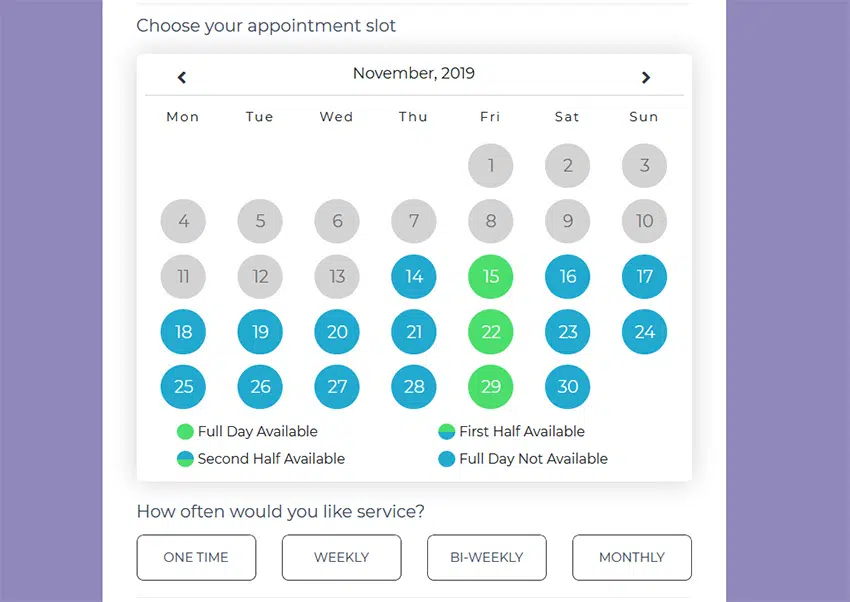 Choose your appointment slot
November, 2019
Mon Tue Wed Thu Fri Sat Sun
1 2 3
4 5 6 7 8 9 10
11 12 13 14 15 16 17
18 19 20 21 22 23 24
25 26 27 28 29 30
Full Day Available First Half Available
Second Half Available Full Day Not Available
How often would you like service?
ONE TIME WEEKLY BI-WEEKLY MONTHLY